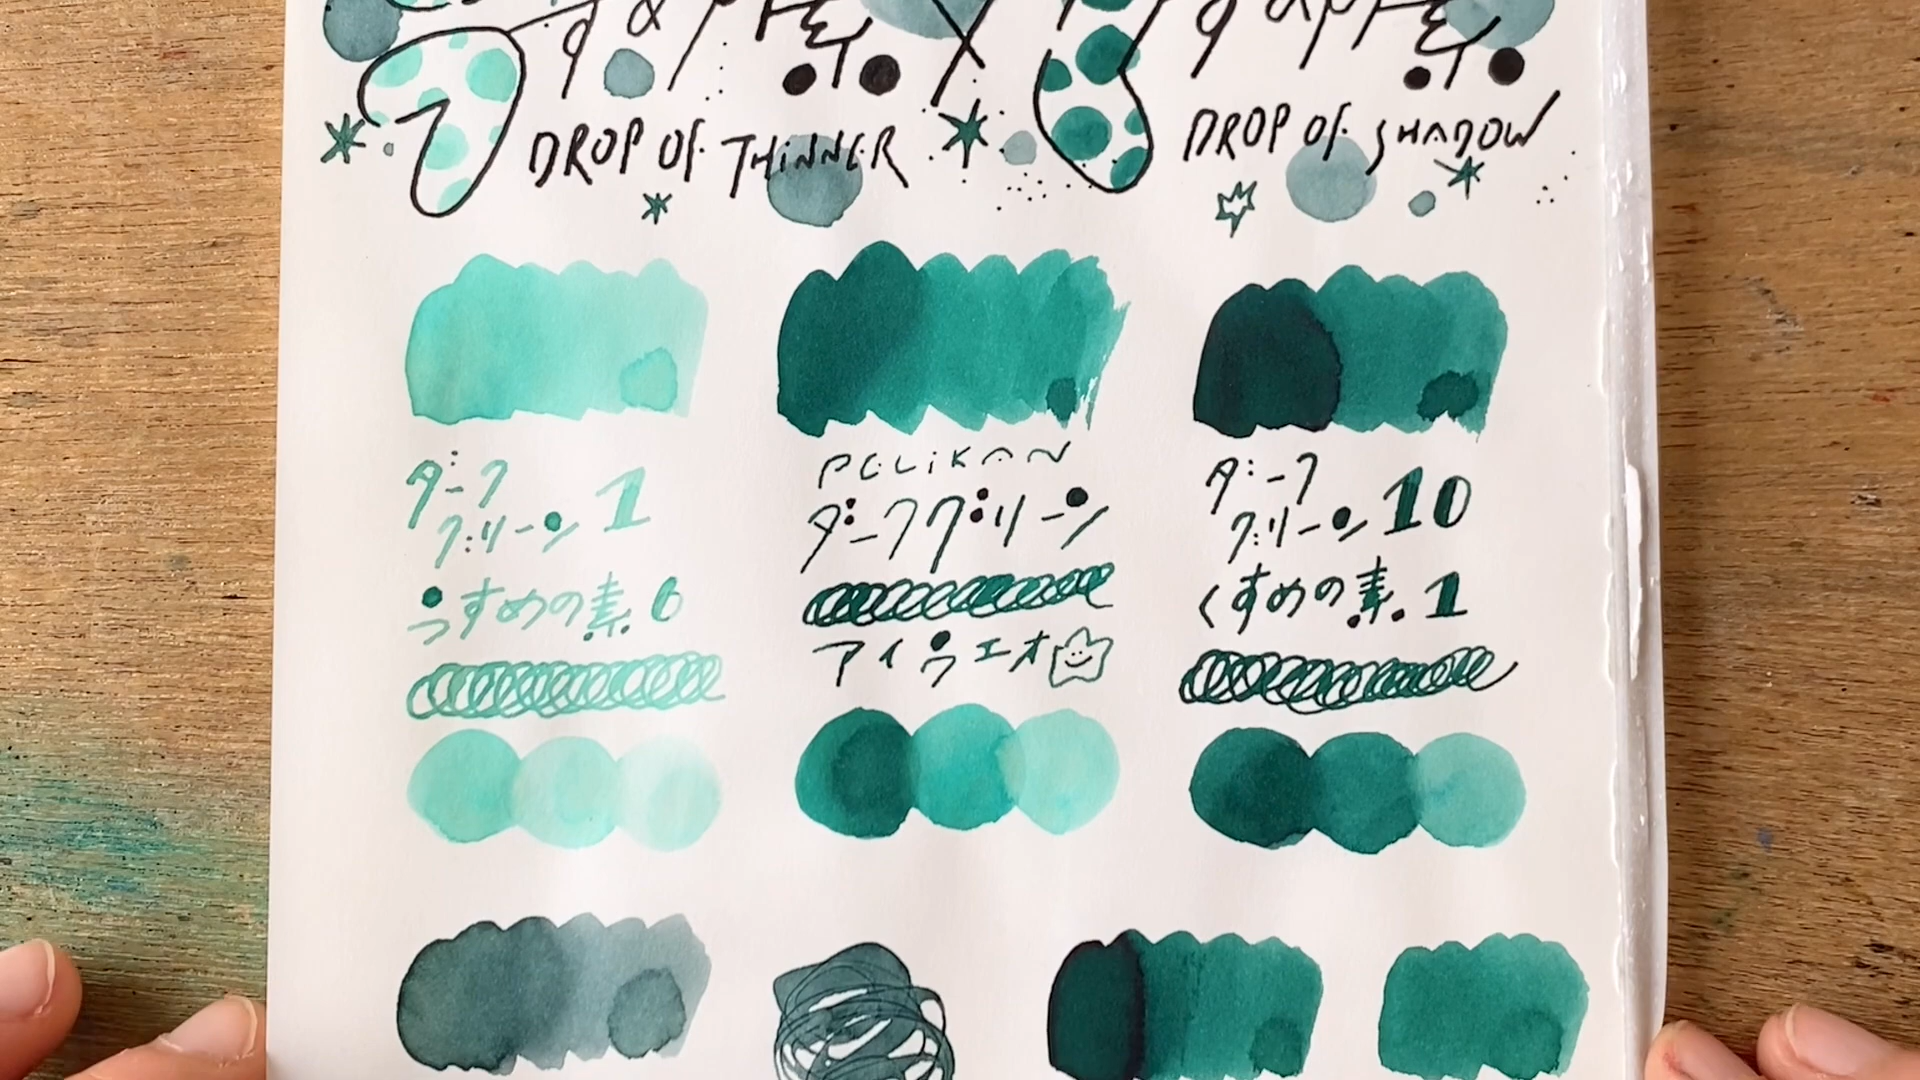 DROP OF THINNER
DROP OF SHADOW
ダーク
グリーン 1
うすめの素 6
PELIKAN
ダークグリーン
アイウエオ
ダーク
グリーン 10
くすめの素 1